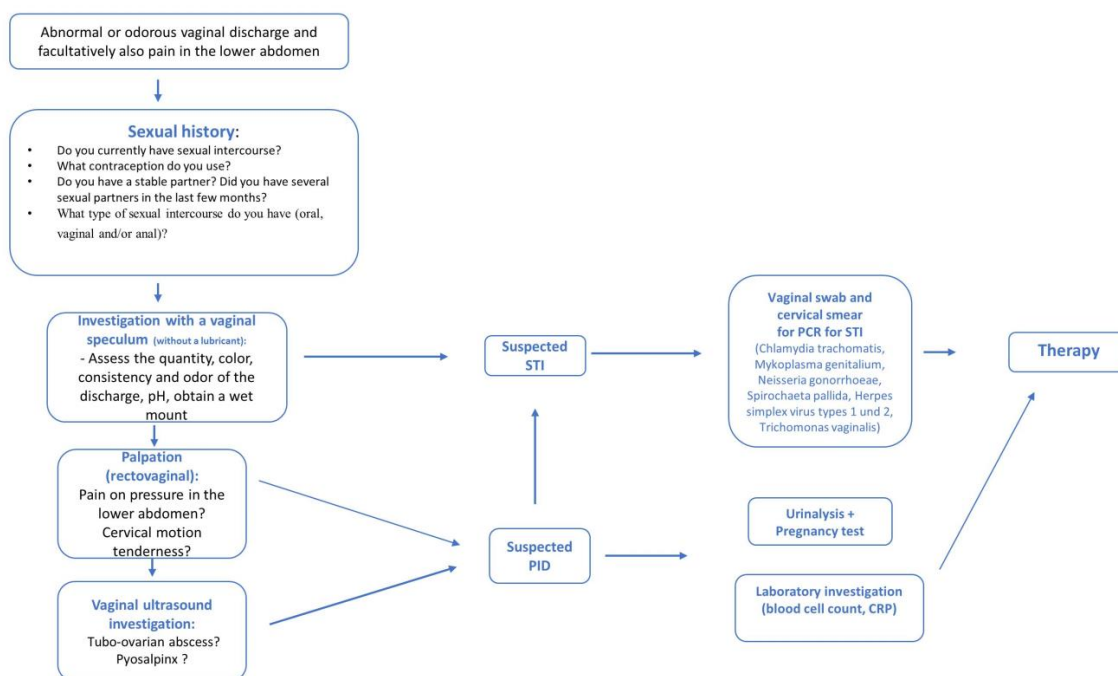 Abnormal or odorous vaginal discharge and
facultatively also pain in the lower abdomen
Sexual history:
• Do you currently have sexual intercourse?
• What contraception do you use?
• Do you have a stable partner? Did you have several
sexual partners in the last few months?
• What type of sexual intercourse do you have (oral,
vaginal and/or anal)?
Investigation with a vaginal
speculum (without a lubricant):
- Assess the quantity, color,
consistency and odor of the
discharge, pH, obtain a wet
mount
Palpation
(rectovaginal):
Pain on pressure in the
lower abdomen?
Cervical motion
tenderness?
Vaginal ultrasound
investigation:
Tubo-ovarian abscess?
Pyosalpinx ?
Suspected
STI
Suspected
PID
Vaginal swab and
cervical smear
for PCR for STI
(Chlamydia trachomatis,
Mykoplasma genitalium,
Neisseria gonorrhoeae,
Spirochaeta pallida, Herpes
simplex virus types 1 und 2,
Trichomonas vaginalis)
Urinalysis +
Pregnancy test
Laboratory investigation
(blood cell count, CRP)
Therapy